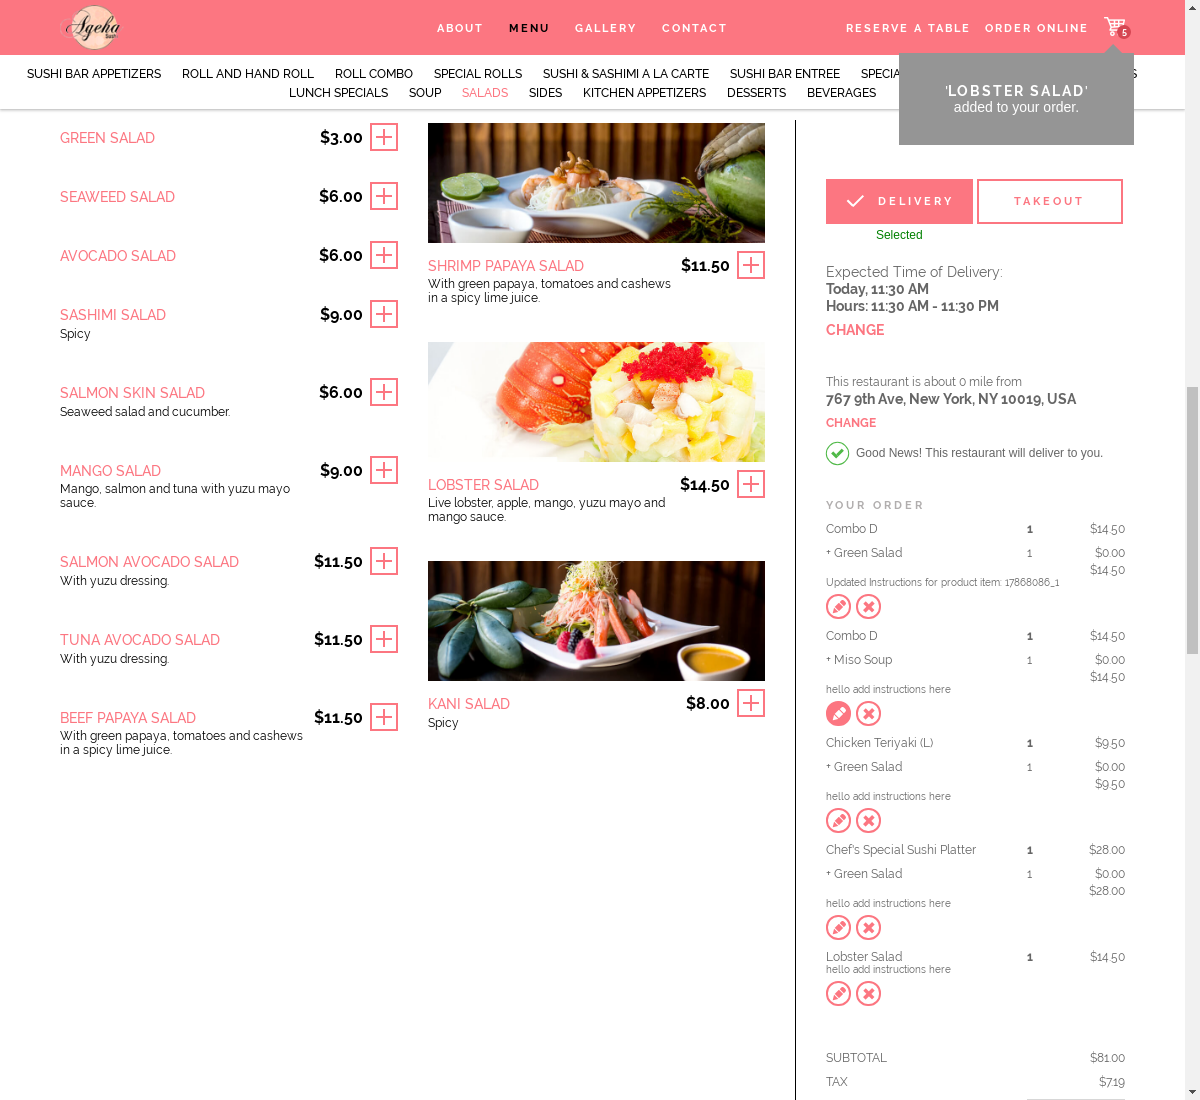 Ageha
ABOUT
MENU
GALLERY
CONTACT
RESERVE A TABLE
ORDER ONLINE
5
SUSHI BAR APPETIZERS
ROLL AND HAND ROLL
ROLL COMBO
SPECIAL ROLLS
SUSHI & SASHIMI A LA CARTE
SUSHI BAR ENTREE
LUNCH SPECIALS
SOUP
SALADS
SIDES
KITCHEN APPETIZERS
DESSERTS
BEVERAGES
'LOBSTER SALAD'
added to your order.
GREEN SALAD
$3.00
SEAWEED SALAD
$6.00
AVOCADO SALAD
$6.00
SASHIMI SALAD
$9.00
Spicy
SALMON SKIN SALAD
$6.00
Seaweed salad and cucumber.
MANGO SALAD
$9.00
Mango, salmon and tuna with yuzu mayo
sauce.
SALMON AVOCADO SALAD
$11.50
With yuzu dressing.
TUNA AVOCADO SALAD
$11.50
With yuzu dressing.
BEEF PAPAYA SALAD
$11.50
With green papaya, tomatoes and cashews
in a spicy lime juice.
SHRIMP PAPAYA SALAD
$11.50
With green papaya, tomatoes and cashews
in a spicy lime juice.
LOBSTER SALAD
$14.50
Live lobster, apple, mango, yuzu mayo and
mango sauce.
KANI SALAD
$8.00
Spicy
DELIVERY
TAKEOUT
Selected
Expected Time of Delivery:
Today, 11:30 AM
Hours: 11:30 AM - 11:30 PM
CHANGE
This restaurant is about 0 mile from
767 9th Ave, New York, NY 10019, USA
CHANGE
Good News! This restaurant will deliver to you.
YOUR ORDER
Combo D 1 $14.50
+ Green Salad 1 $0.00
$14.50
Updated Instructions for product item: 17868086_1
Combo D 1 $14.50
+ Miso Soup 1 $0.00
$14.50
hello add instructions here
Chicken Teriyaki (L) 1 $9.50
+ Green Salad 1 $0.00
$9.50
hello add instructions here
Chef's Special Sushi Platter 1 $28.00
+ Green Salad 1 $0.00
$28.00
hello add instructions here
Lobster Salad 1 $14.50
hello add instructions here
SUBTOTAL $81.00
TAX $7.19